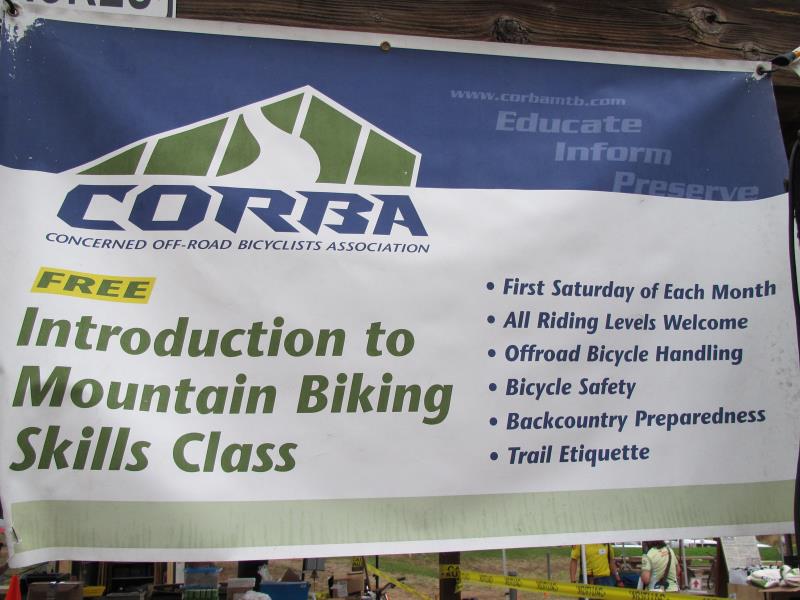 www.corbamtb.com
Educate
Inform
Preserve
CORBA
CONCERNED OFF-ROAD BICYCLISTS ASSOCIATION
FREE
Introduction to
Mountain Biking
Skills Class
• First Saturday of Each Month
• All Riding Levels Welcome
• Offroad Bicycle Handling
• Bicycle Safety
• Backcountry Preparedness
• Trail Etiquette